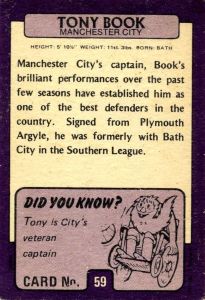 TONY BOOK
MANCHESTER CITY
HEIGHT: 5' 10½" WEIGHT: 11st. 3lbs. BORN: BATH
Manchester City's captain, Book's
brilliant performances over the past
few seasons have established him as
one of the best defenders in the
country. Signed from Plymouth
Argyle, he was formerly with Bath
City in the Southern League.
DID YOU KNOW?
Tony is City's
veteran
captain
CARD No. 59